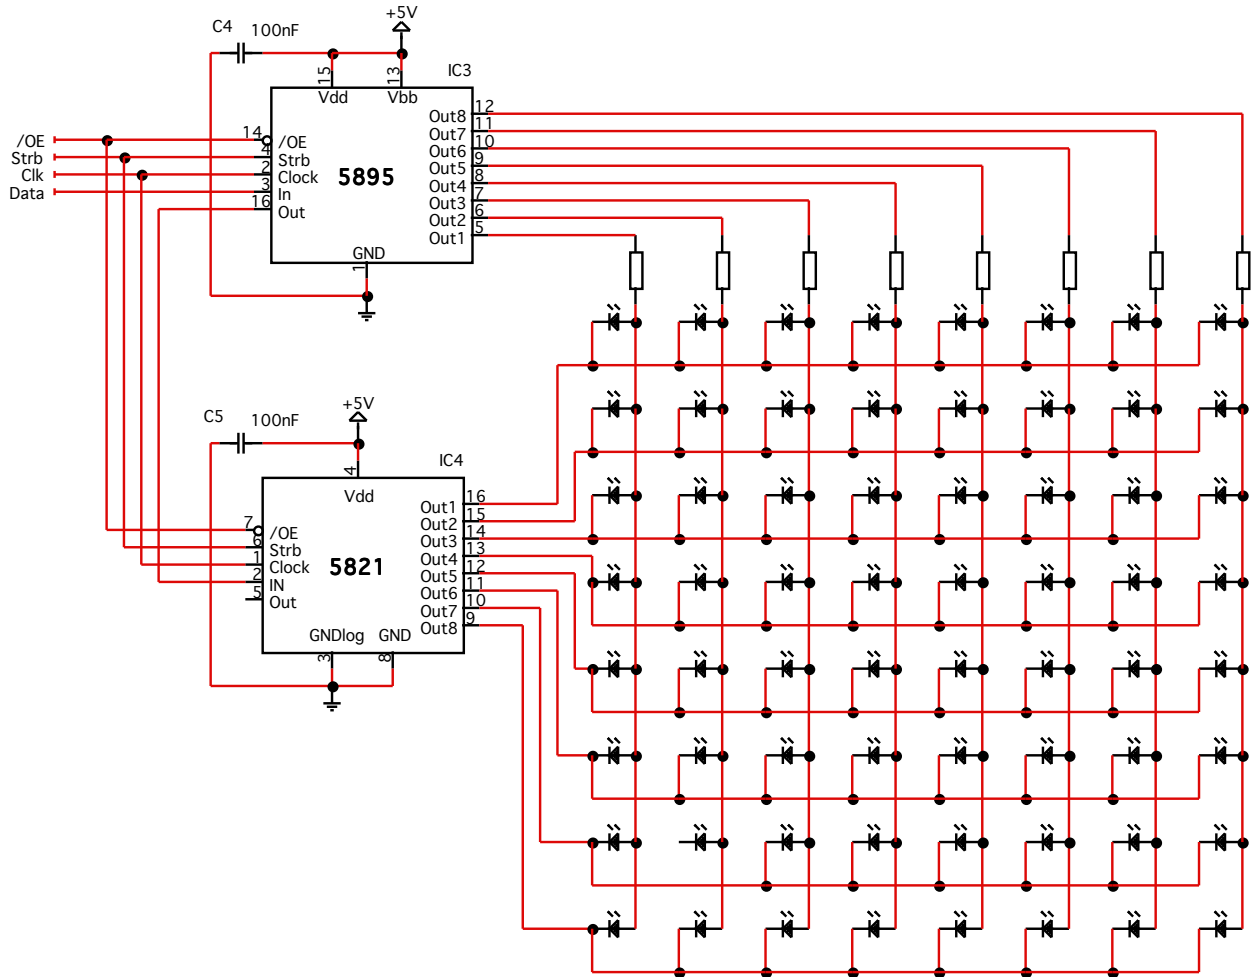 +5V
C4 100nF
IC3
15 13
Vdd Vbb
/OE
Strb
Clk
Data
14 /OE
4 Strb
2 Clock
3 In
16 Out
5895
Out8 12
Out7 11
Out6 10
Out5 9
Out4 8
Out3 7
Out2 6
Out1 5
GND
1
+5V
C5 100nF
IC4
4
Vdd
7 /OE
6 Strb
1 Clock
2 IN
5 Out
5821
Out1 16
Out2 15
Out3 14
Out4 13
Out5 12
Out6 11
Out7 10
Out8 9
GNDlog GND
3 8